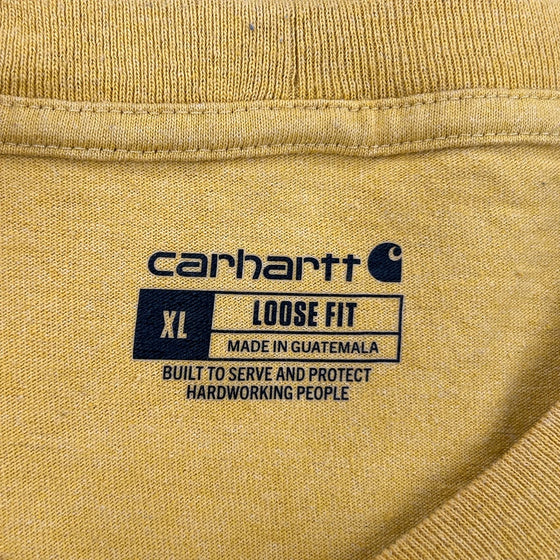 carhartt
XL
LOOSE FIT
MADE IN GUATEMALA
BUILT TO SERVE AND PROTECT
HARDWORKING PEOPLE